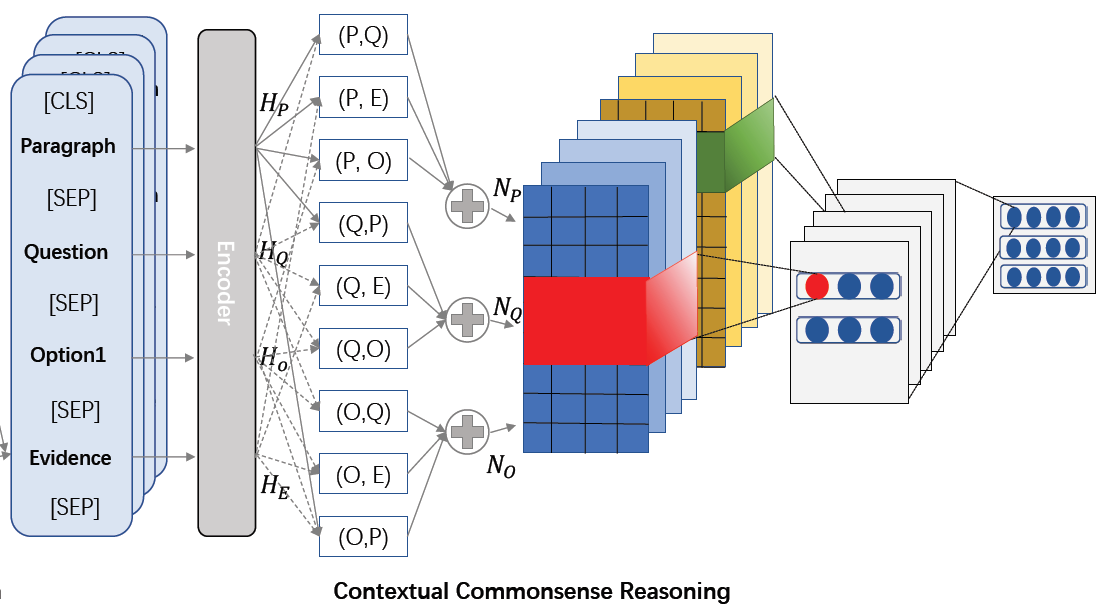 [CLS]
Paragraph
[SEP]
Question
[SEP]
Option1
[SEP]
Evidence
[SEP]
Encoder
H_P
H_Q
H_o
H_E
(P,Q)
(P, E)
(P, O)
(Q,P)
(Q, E)
(Q,O)
(O,Q)
(O, E)
(O,P)
N_P
N_Q
N_O
Contextual Commonsense Reasoning